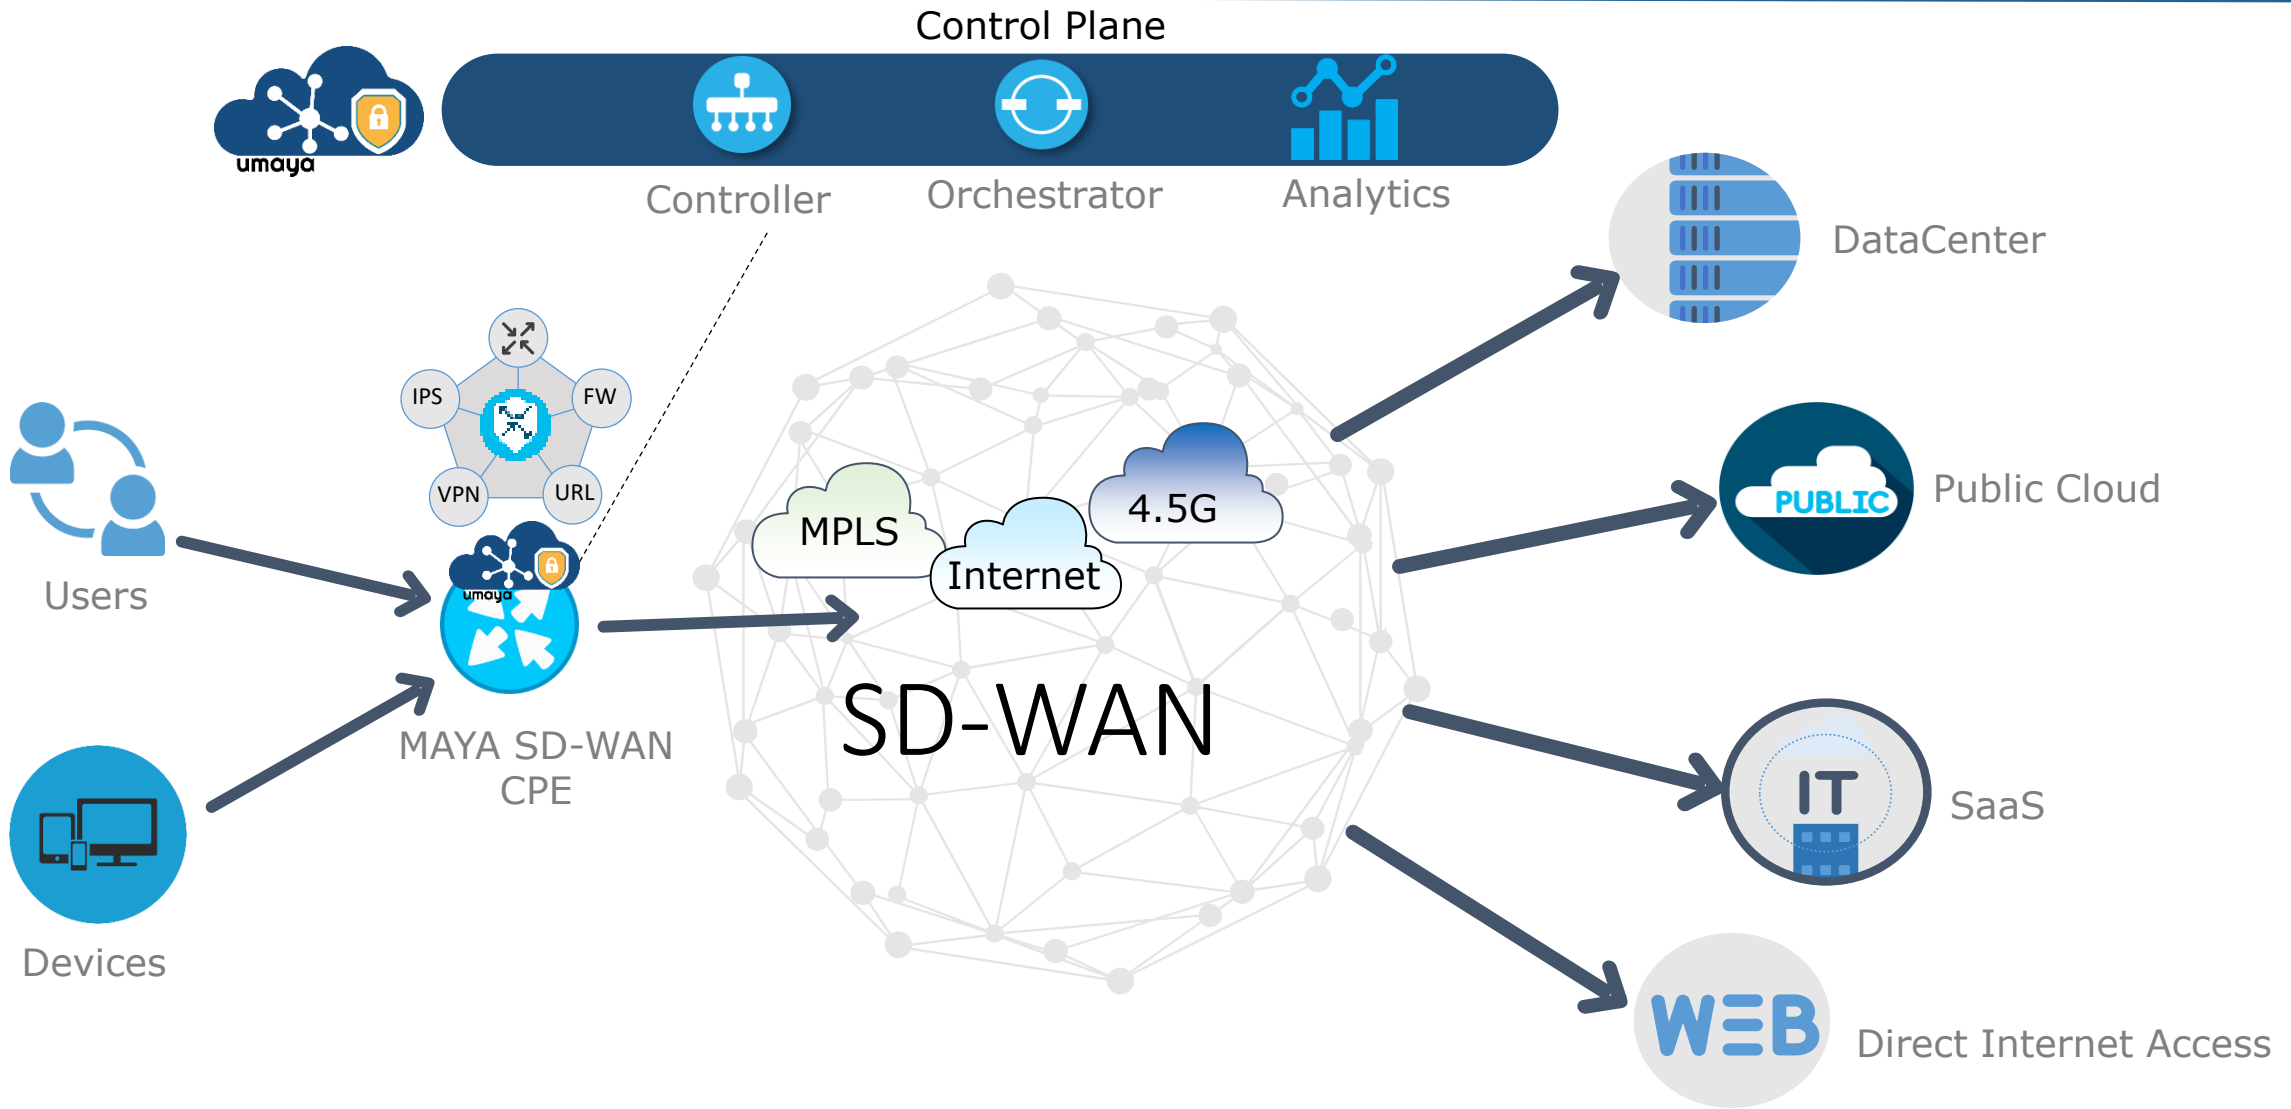 Control Plane
umaya
Controller
Orchestrator
Analytics
DataCenter
IPS
FW
VPN
URL
MPLS
Internet
4.5G
PUBLIC
Public Cloud
umaya
Users
SD-WAN
MAYA SD-WAN
CPE
IT
SaaS
Devices
WEB
Direct Internet Access